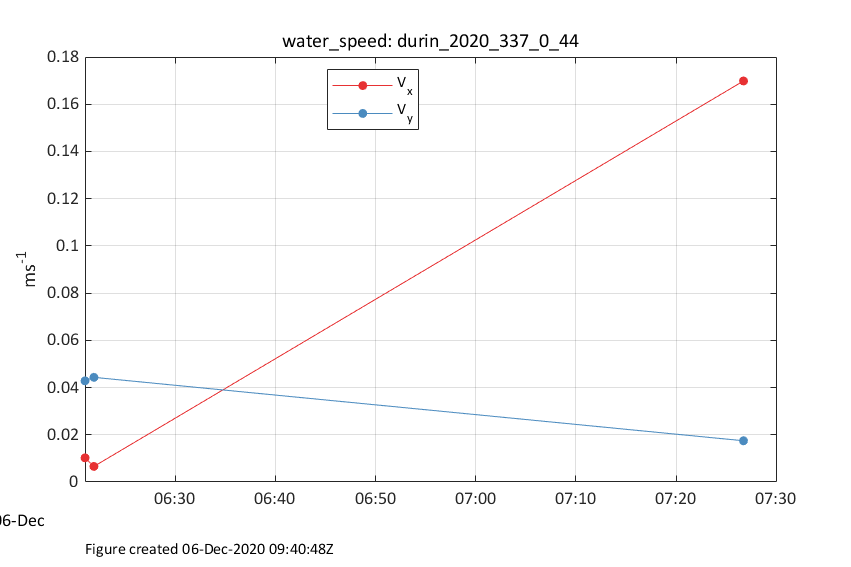 water_speed: durin_2020_337_0_44
0.18
0.16
0.14
0.12
0.1
0.08
0.06
0.04
0.02
0
ms⁻¹
Vx
Vy
06:30 06:40 06:50 07:00 07:10 07:20 07:30
06-Dec
Figure created 06-Dec-2020 09:40:48Z